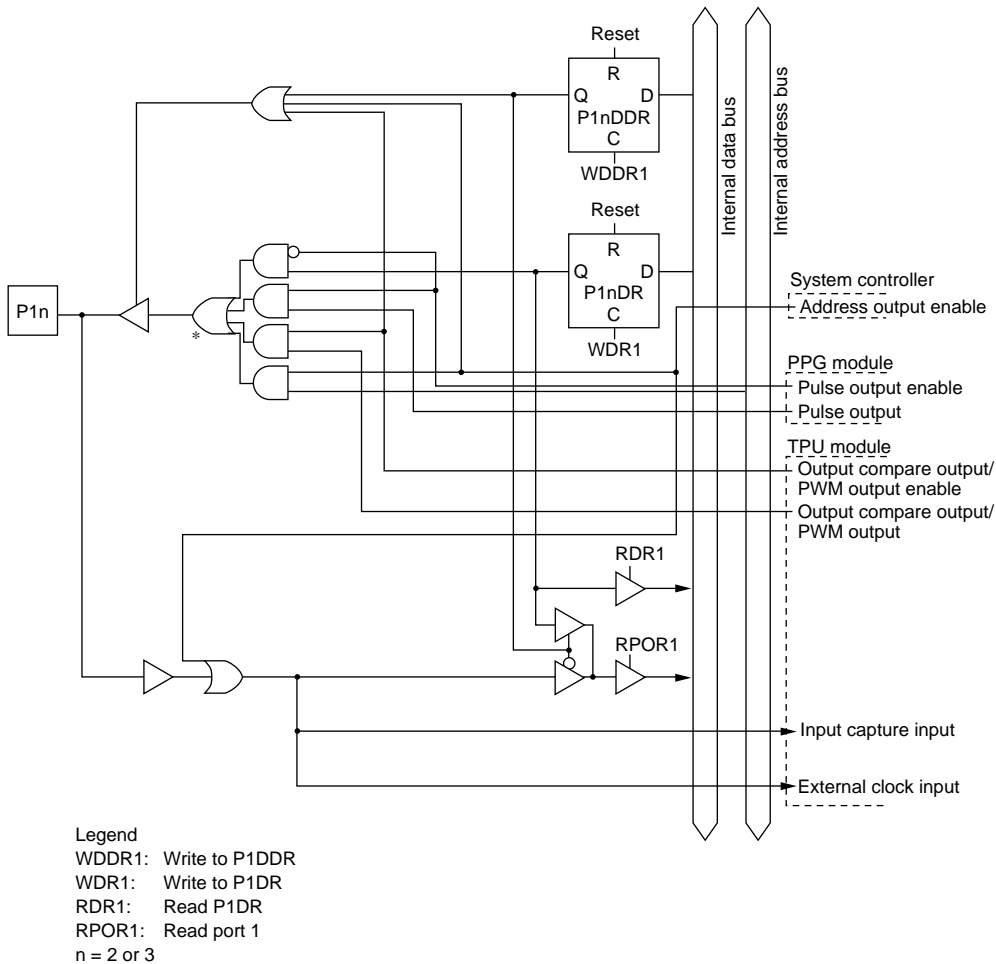 Reset
R
Q D
P1nDDR
C
WDDR1
Reset
R
Q D
P1nDR
C
WDR1
Internal data bus
Internal address bus
P1n
*
System controller
Address output enable
PPG module
Pulse output enable
Pulse output
TPU module
Output compare output/
PWM output enable
Output compare output/
PWM output
RDR1
RPOR1
Input capture input
External clock input
Legend
WDDR1: Write to P1DDR
WDR1: Write to P1DR
RDR1: Read P1DR
RPOR1: Read port 1
n = 2 or 3